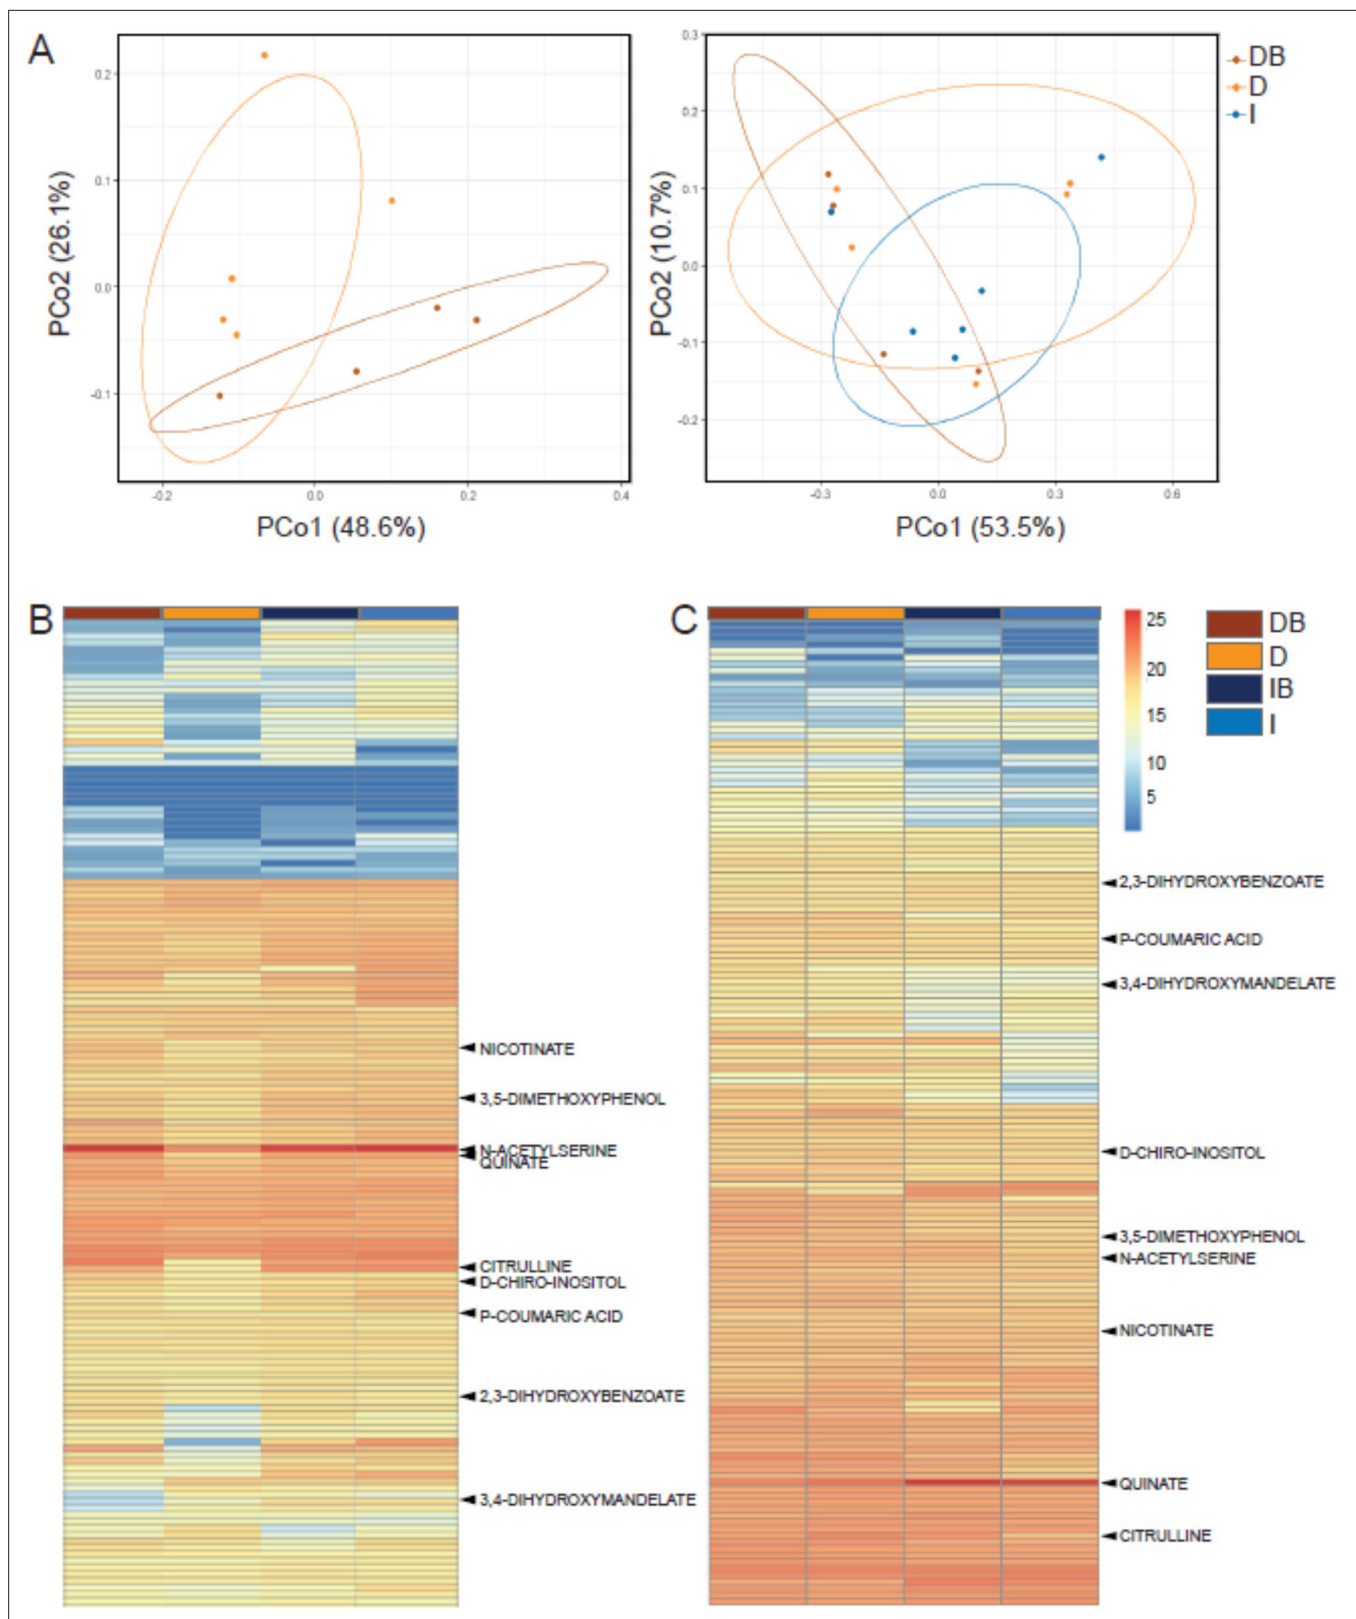 A
0.2
0.1
0.0
-0.1
-0.2
0.0
0.2
0.4
PCo2 (26.1%)
PCo1 (48.6%)
0.3
0.2
0.1
0.0
-0.1
-0.2
-0.3
0.0
0.3
0.6
PCo2 (10.7%)
PCo1 (53.5%)
DB
D
I
B
NICOTINATE
3,5-DIMETHOXYPHENOL
N-ACETYLSERINE
QUINATE
CITRULLINE
D-CHIRO-INOSITOL
P-COUMARIC ACID
2,3-DIHYDROXYBENZOATE
3,4-DIHYDROXYMANDELATE
C
25
20
15
10
5
DB
D
IB
I
2,3-DIHYDROXYBENZOATE
P-COUMARIC ACID
3,4-DIHYDROXYMANDELATE
D-CHIRO-INOSITOL
3,5-DIMETHOXYPHENOL
N-ACETYLSERINE
NICOTINATE
QUINATE
CITRULLINE